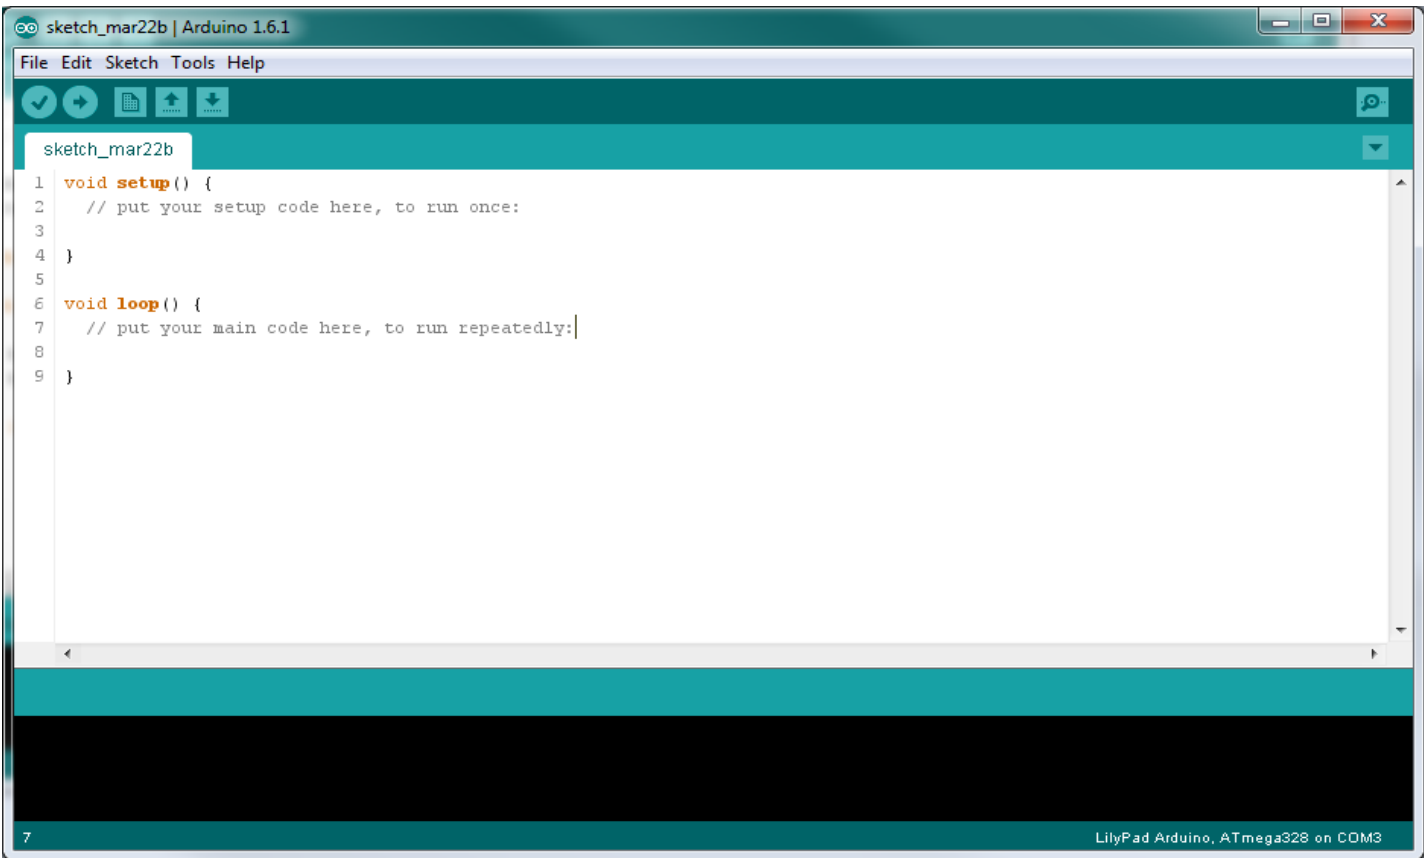 sketch_mar22b | Arduino 1.6.1
File Edit Sketch Tools Help
sketch_mar22b
1 void setup() {
2   // put your setup code here, to run once:
3
4 }
5
6 void loop() {
7   // put your main code here, to run repeatedly:
8
9 }
7 LilyPad Arduino, ATmega328 on COM3